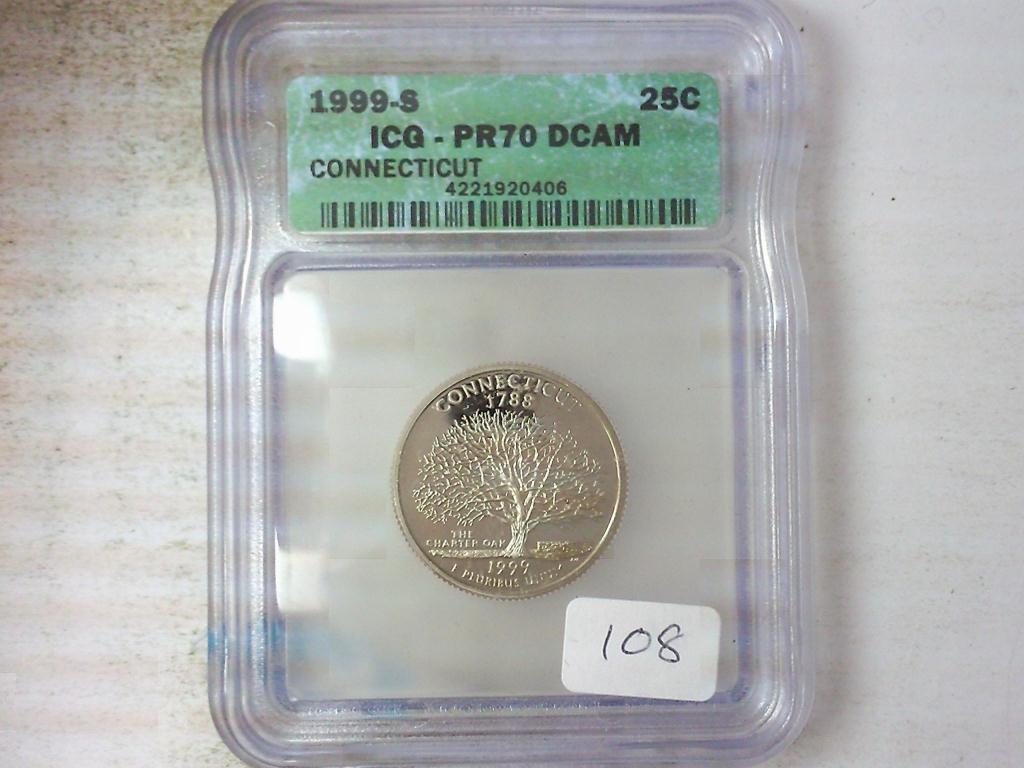 1999-S 25C
ICG - PR70 DCAM
CONNECTICUT
4221920406
CONNECTICUT
1788
THE
CHARTER OAK
1999
E PLURIBUS UNUM
108